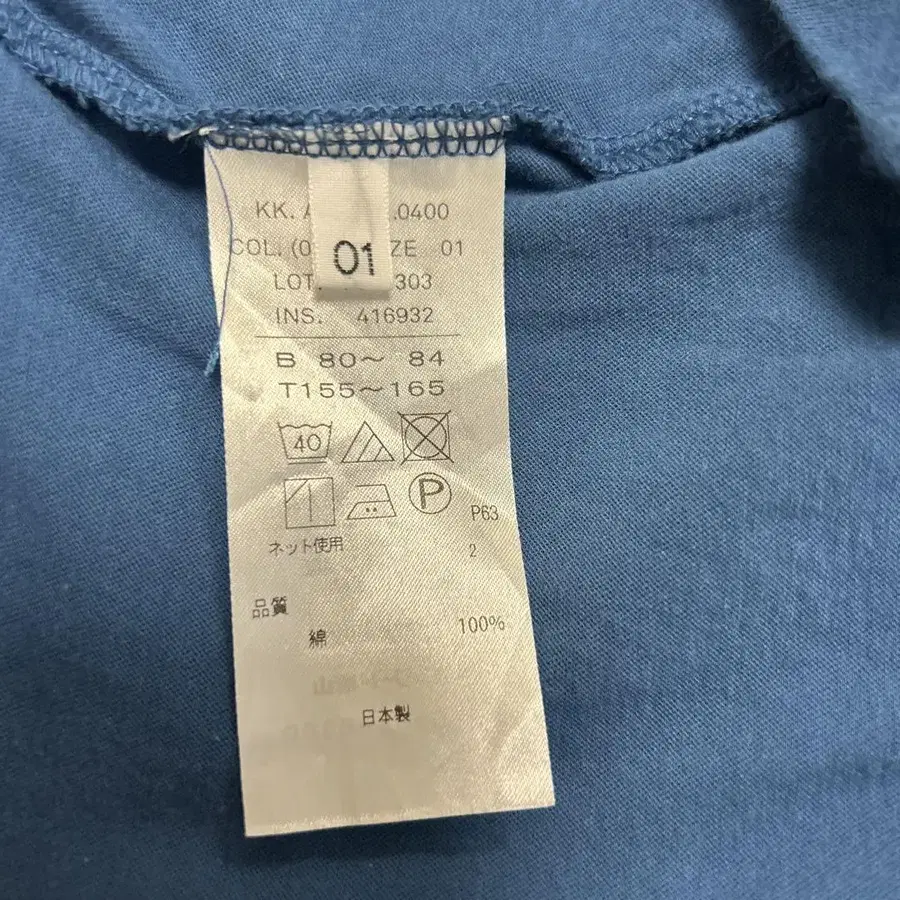 KK. A .0400
COL. (0 ZE 01
01
LOT. 303
INS. 416932
B 80〜 84
T155〜165
40
P
P63
ネット使用
2
品質
綿 100%
日本製